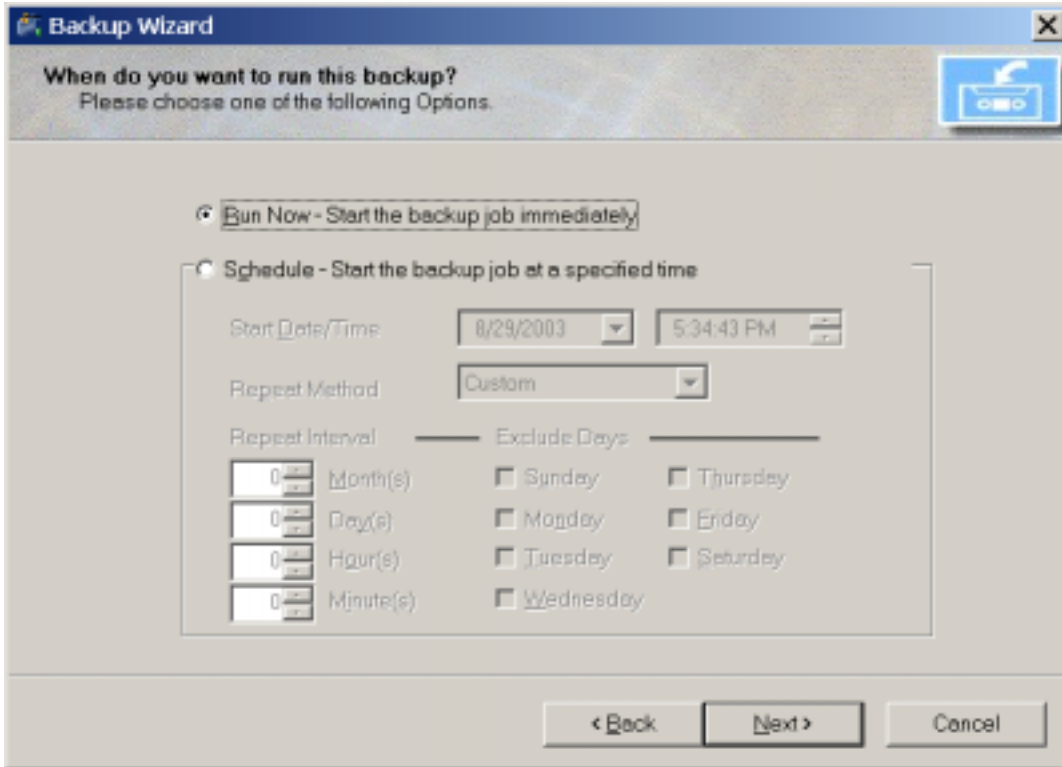 Backup Wizard
When do you want to run this backup?
Please choose one of the following Options.
Run Now - Start the backup job immediately
Schedule - Start the backup job at a specified time
Start Date/Time 8/29/2003 5:34:43 PM
Repeat Method Custom
Repeat Interval Exclude Days
0 Month(s) Sunday Thursday
0 Day(s) Monday Friday
0 Hour(s) Tuesday Saturday
0 Minute(s) Wednesday
< Back Next > Cancel